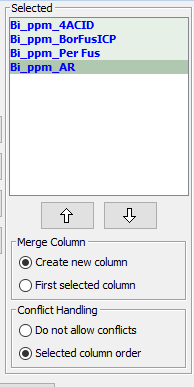 Selected
Bi_ppm_4ACID
Bi_ppm_BorFusICP
Bi_ppm_Per Fus
Bi_ppm_AR
Merge Column
Create new column
First selected column
Conflict Handling
Do not allow conflicts
Selected column order